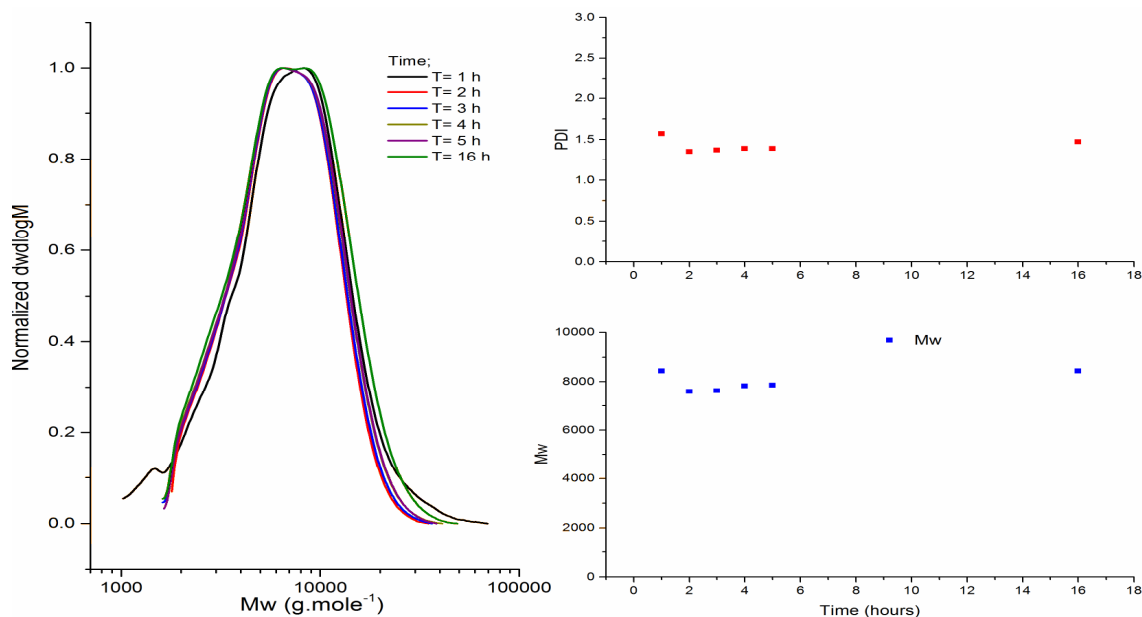 Time;
T= 1 h
T= 2 h
T= 3 h
T= 4 h
T= 5 h
T= 16 h
1.0
0.8
0.6
0.4
0.2
0.0
Normalized dwdlogM
1000
10000
100000
Mw (g.mole⁻¹)
3.0
2.5
2.0
1.5
1.0
0.5
0.0
PDI
0 2 4 6 8 10 12 14 16 18
Mw
10000
8000
6000
4000
2000
0
Mw
0 2 4 6 8 10 12 14 16 18
Time (hours)